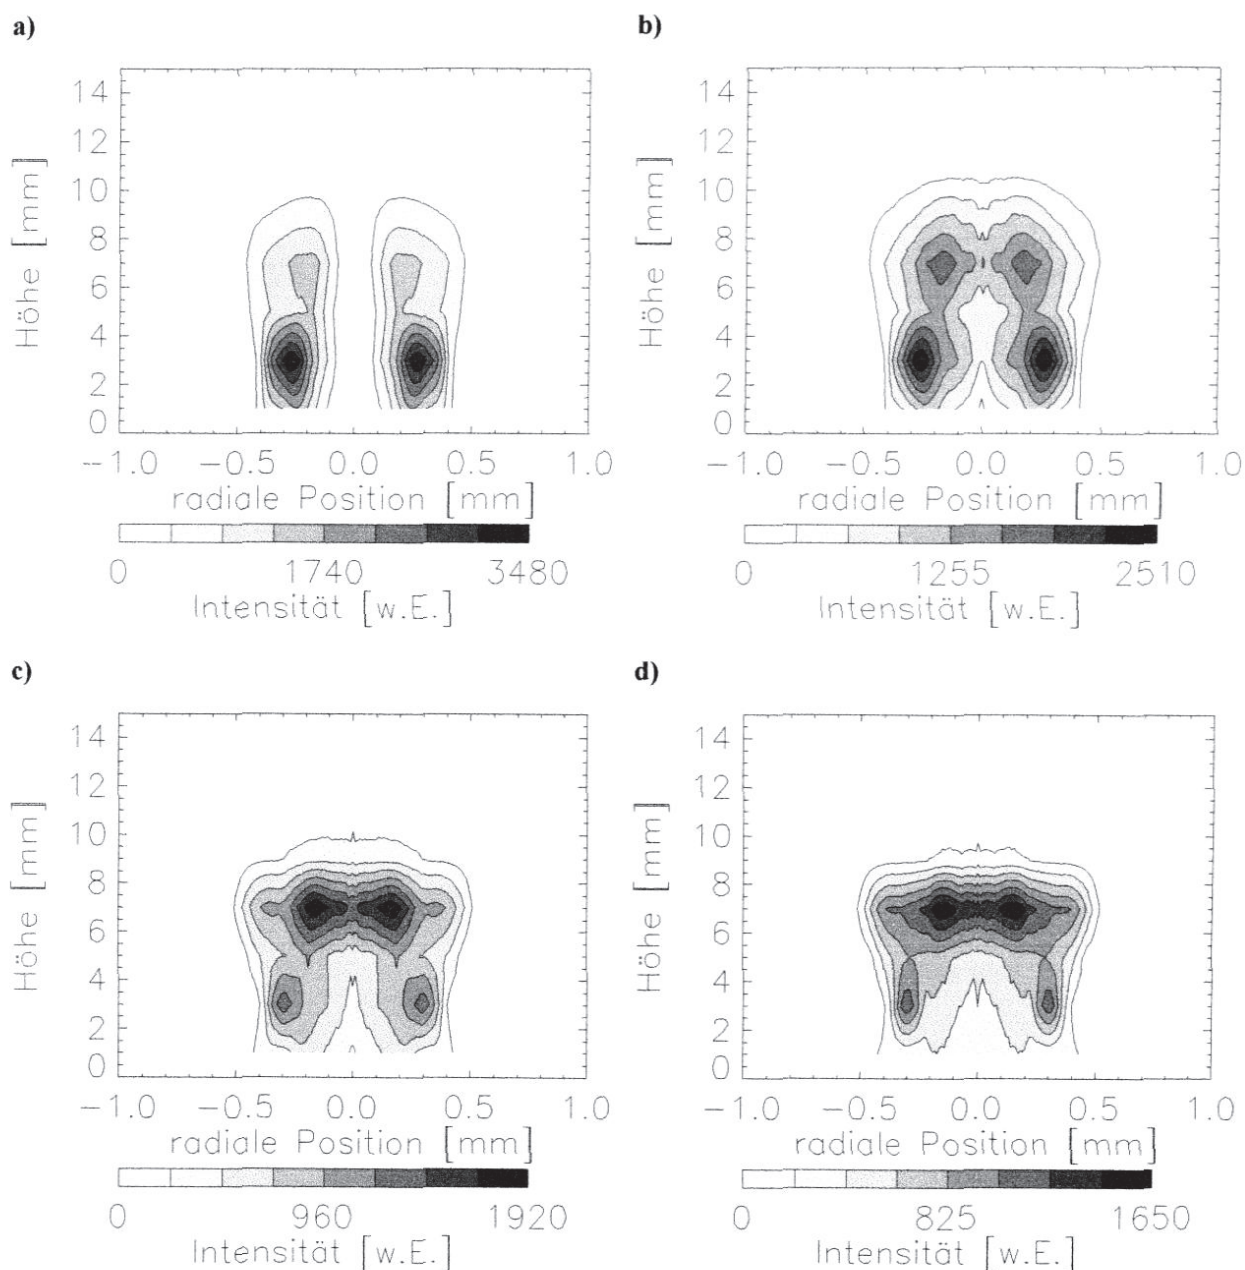 a)
14
12
10
8
6
4
2
0
Höhe [mm]
−1.0 −0.5 0.0 0.5 1.0
radiale Position [mm]
0 1740 3480
Intensität [w.E.]
b)
14
12
10
8
6
4
2
0
Höhe [mm]
−1.0 −0.5 0.0 0.5 1.0
radiale Position [mm]
0 1255 2510
Intensität [w.E.]
c)
14
12
10
8
6
4
2
0
Höhe [mm]
−1.0 −0.5 0.0 0.5 1.0
radiale Position [mm]
0 960 1920
Intensität [w.E.]
d)
14
12
10
8
6
4
2
0
Höhe [mm]
−1.0 −0.5 0.0 0.5 1.0
radiale Position [mm]
0 825 1650
Intensität [w.E.]